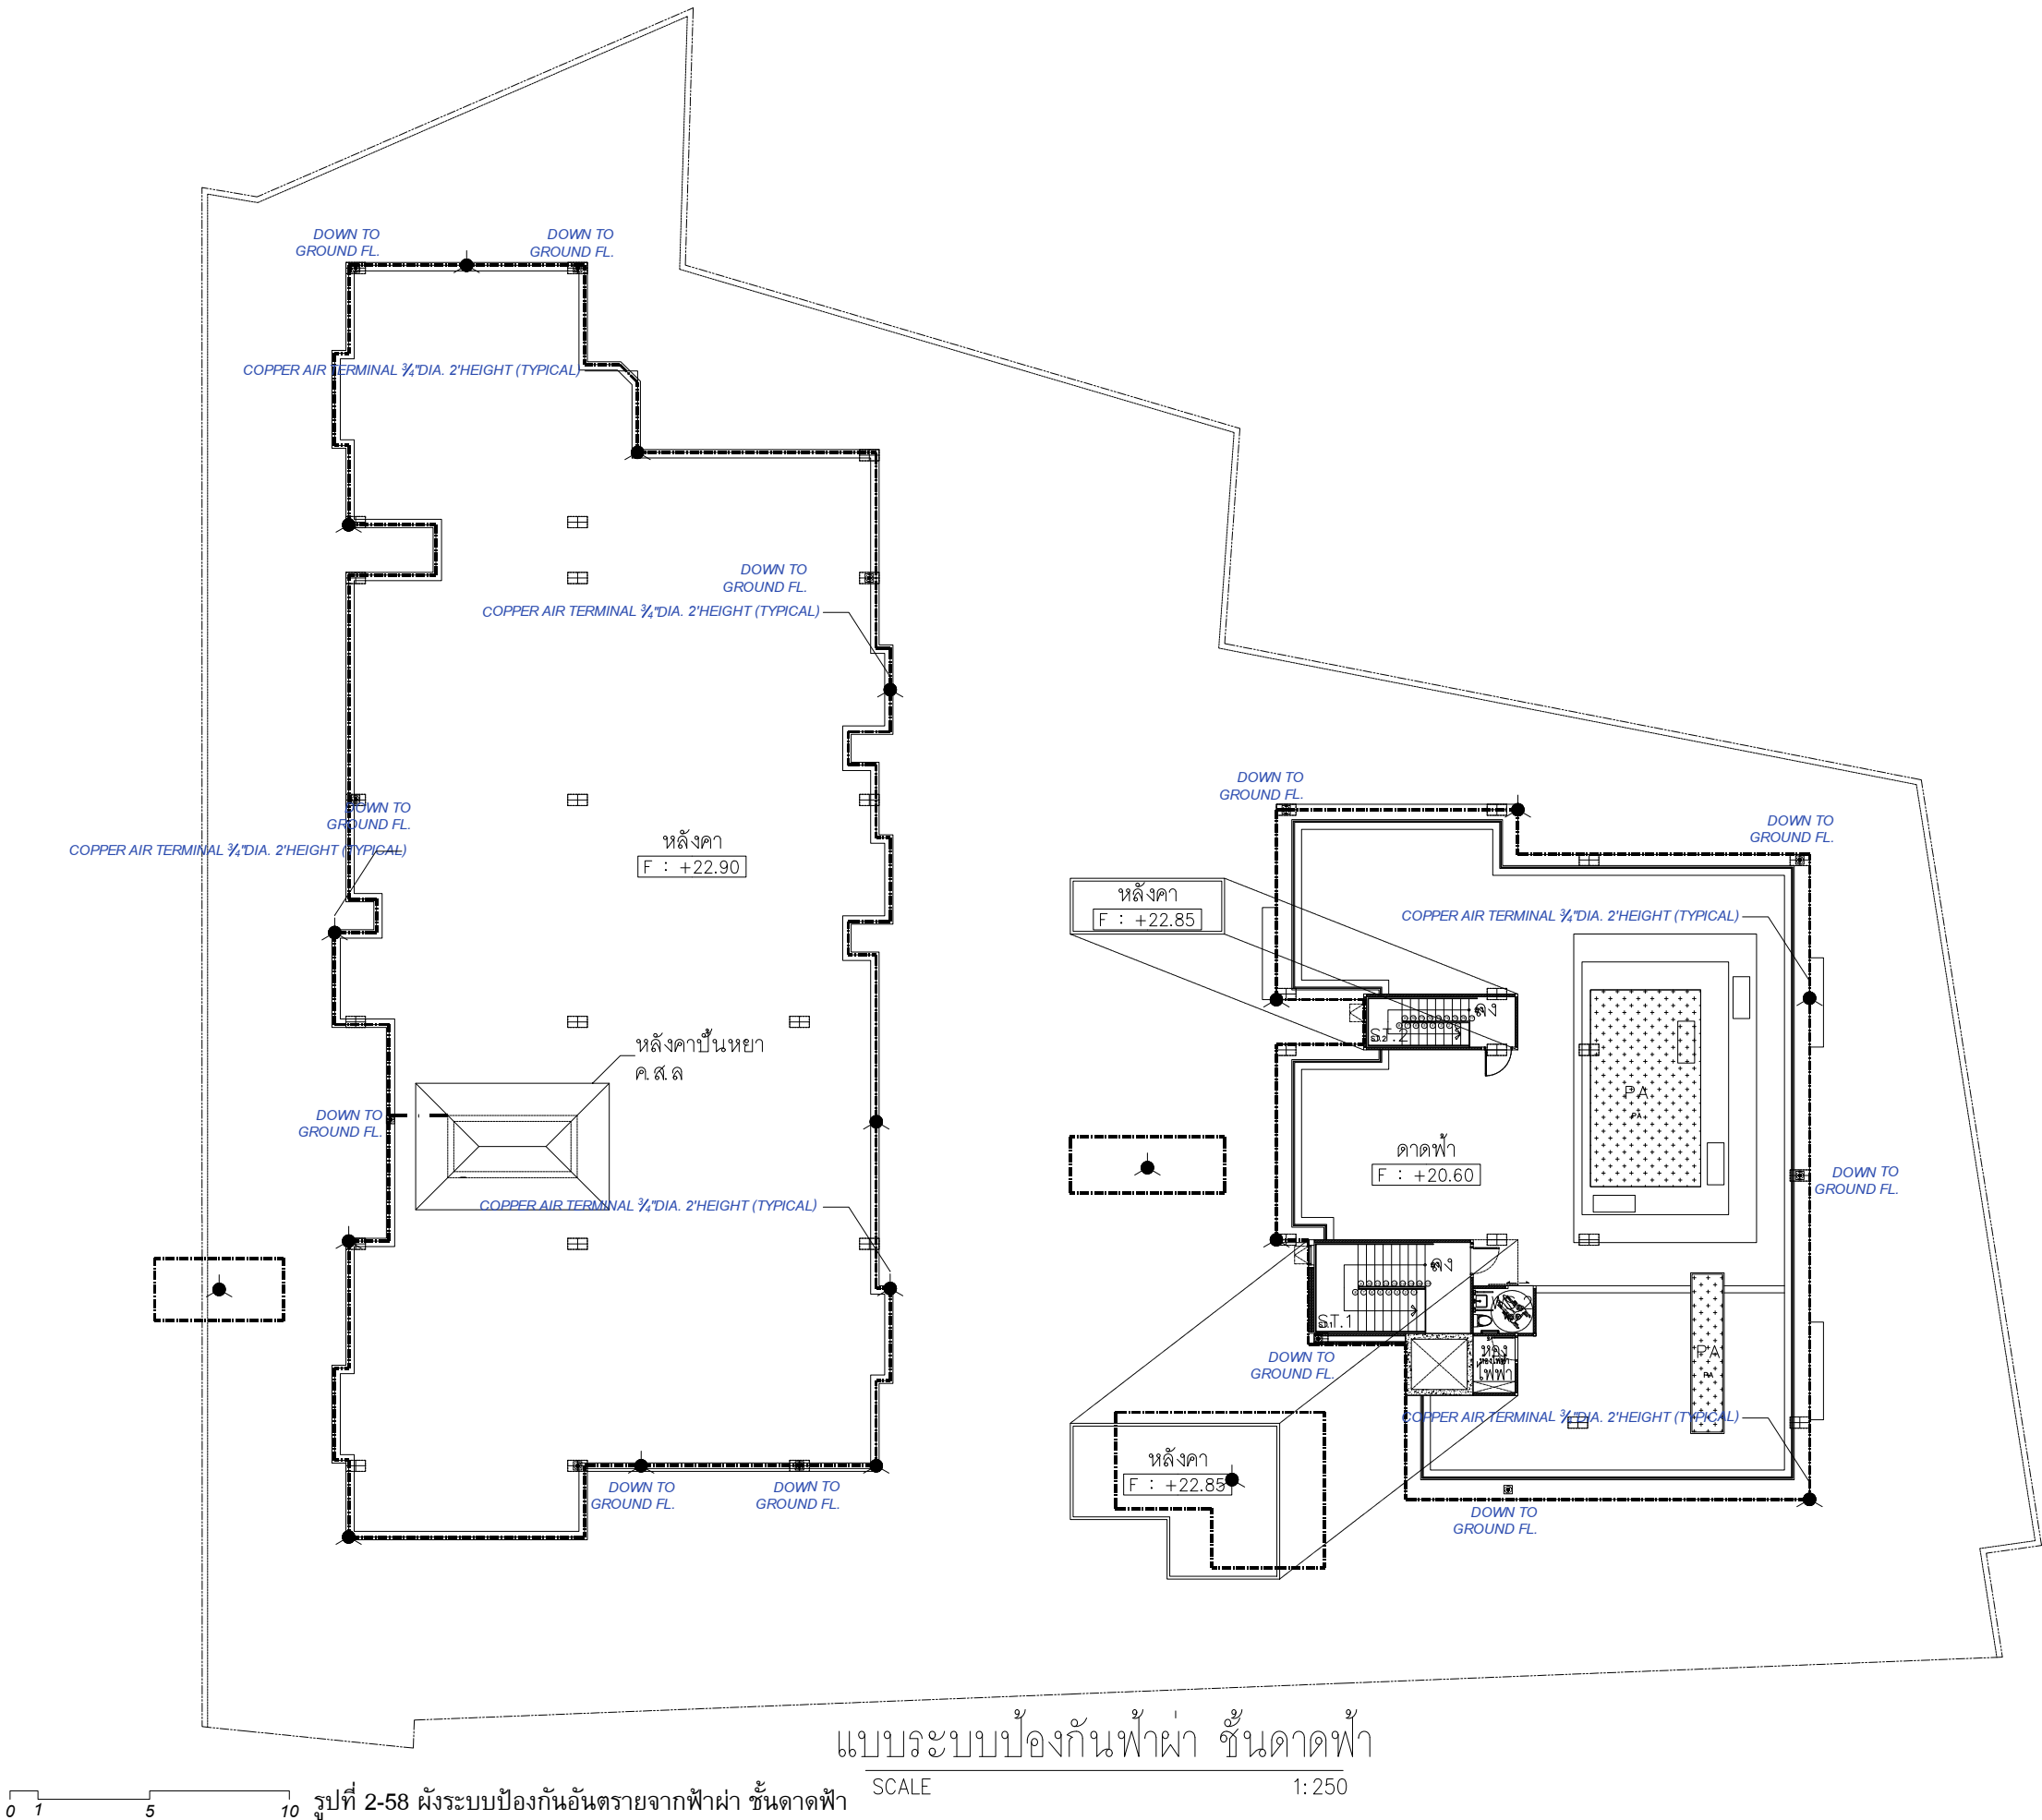 DOWN TO
GROUND FL.
DOWN TO
GROUND FL.
COPPER AIR TERMINAL ¾"DIA. 2'HEIGHT (TYPICAL)
DOWN TO
GROUND FL.
COPPER AIR TERMINAL ¾"DIA. 2'HEIGHT (TYPICAL)
DOWN TO
GROUND FL.
COPPER AIR TERMINAL ¾"DIA. 2'HEIGHT (TYPICAL)
หลังคา
F : +22.90
หลังคาปั้นหยา
ค.ส.ล
DOWN TO
GROUND FL.
COPPER AIR TERMINAL ¾"DIA. 2'HEIGHT (TYPICAL)
DOWN TO
GROUND FL.
DOWN TO
GROUND FL.
DOWN TO
GROUND FL.
DOWN TO
GROUND FL.
หลังคา
F : +22.85
COPPER AIR TERMINAL ¾"DIA. 2'HEIGHT (TYPICAL)
ลง
ST.2
PA
PA
ดาดฟ้า
F : +20.60
DOWN TO
GROUND FL.
ลง
ST.1
DOWN TO
GROUND FL.
ห้อง
ไฟฟ้า
PA
PA
COPPER AIR TERMINAL ¾"DIA. 2'HEIGHT (TYPICAL)
หลังคา
F : +22.85
DOWN TO
GROUND FL.
แบบระบบป้องกันฟ้าผ่า ชั้นดาดฟ้า
SCALE 1:250
0 1 5 10
รูปที่ 2-58 ผังระบบป้องกันอันตรายจากฟ้าผ่า ชั้นดาดฟ้า